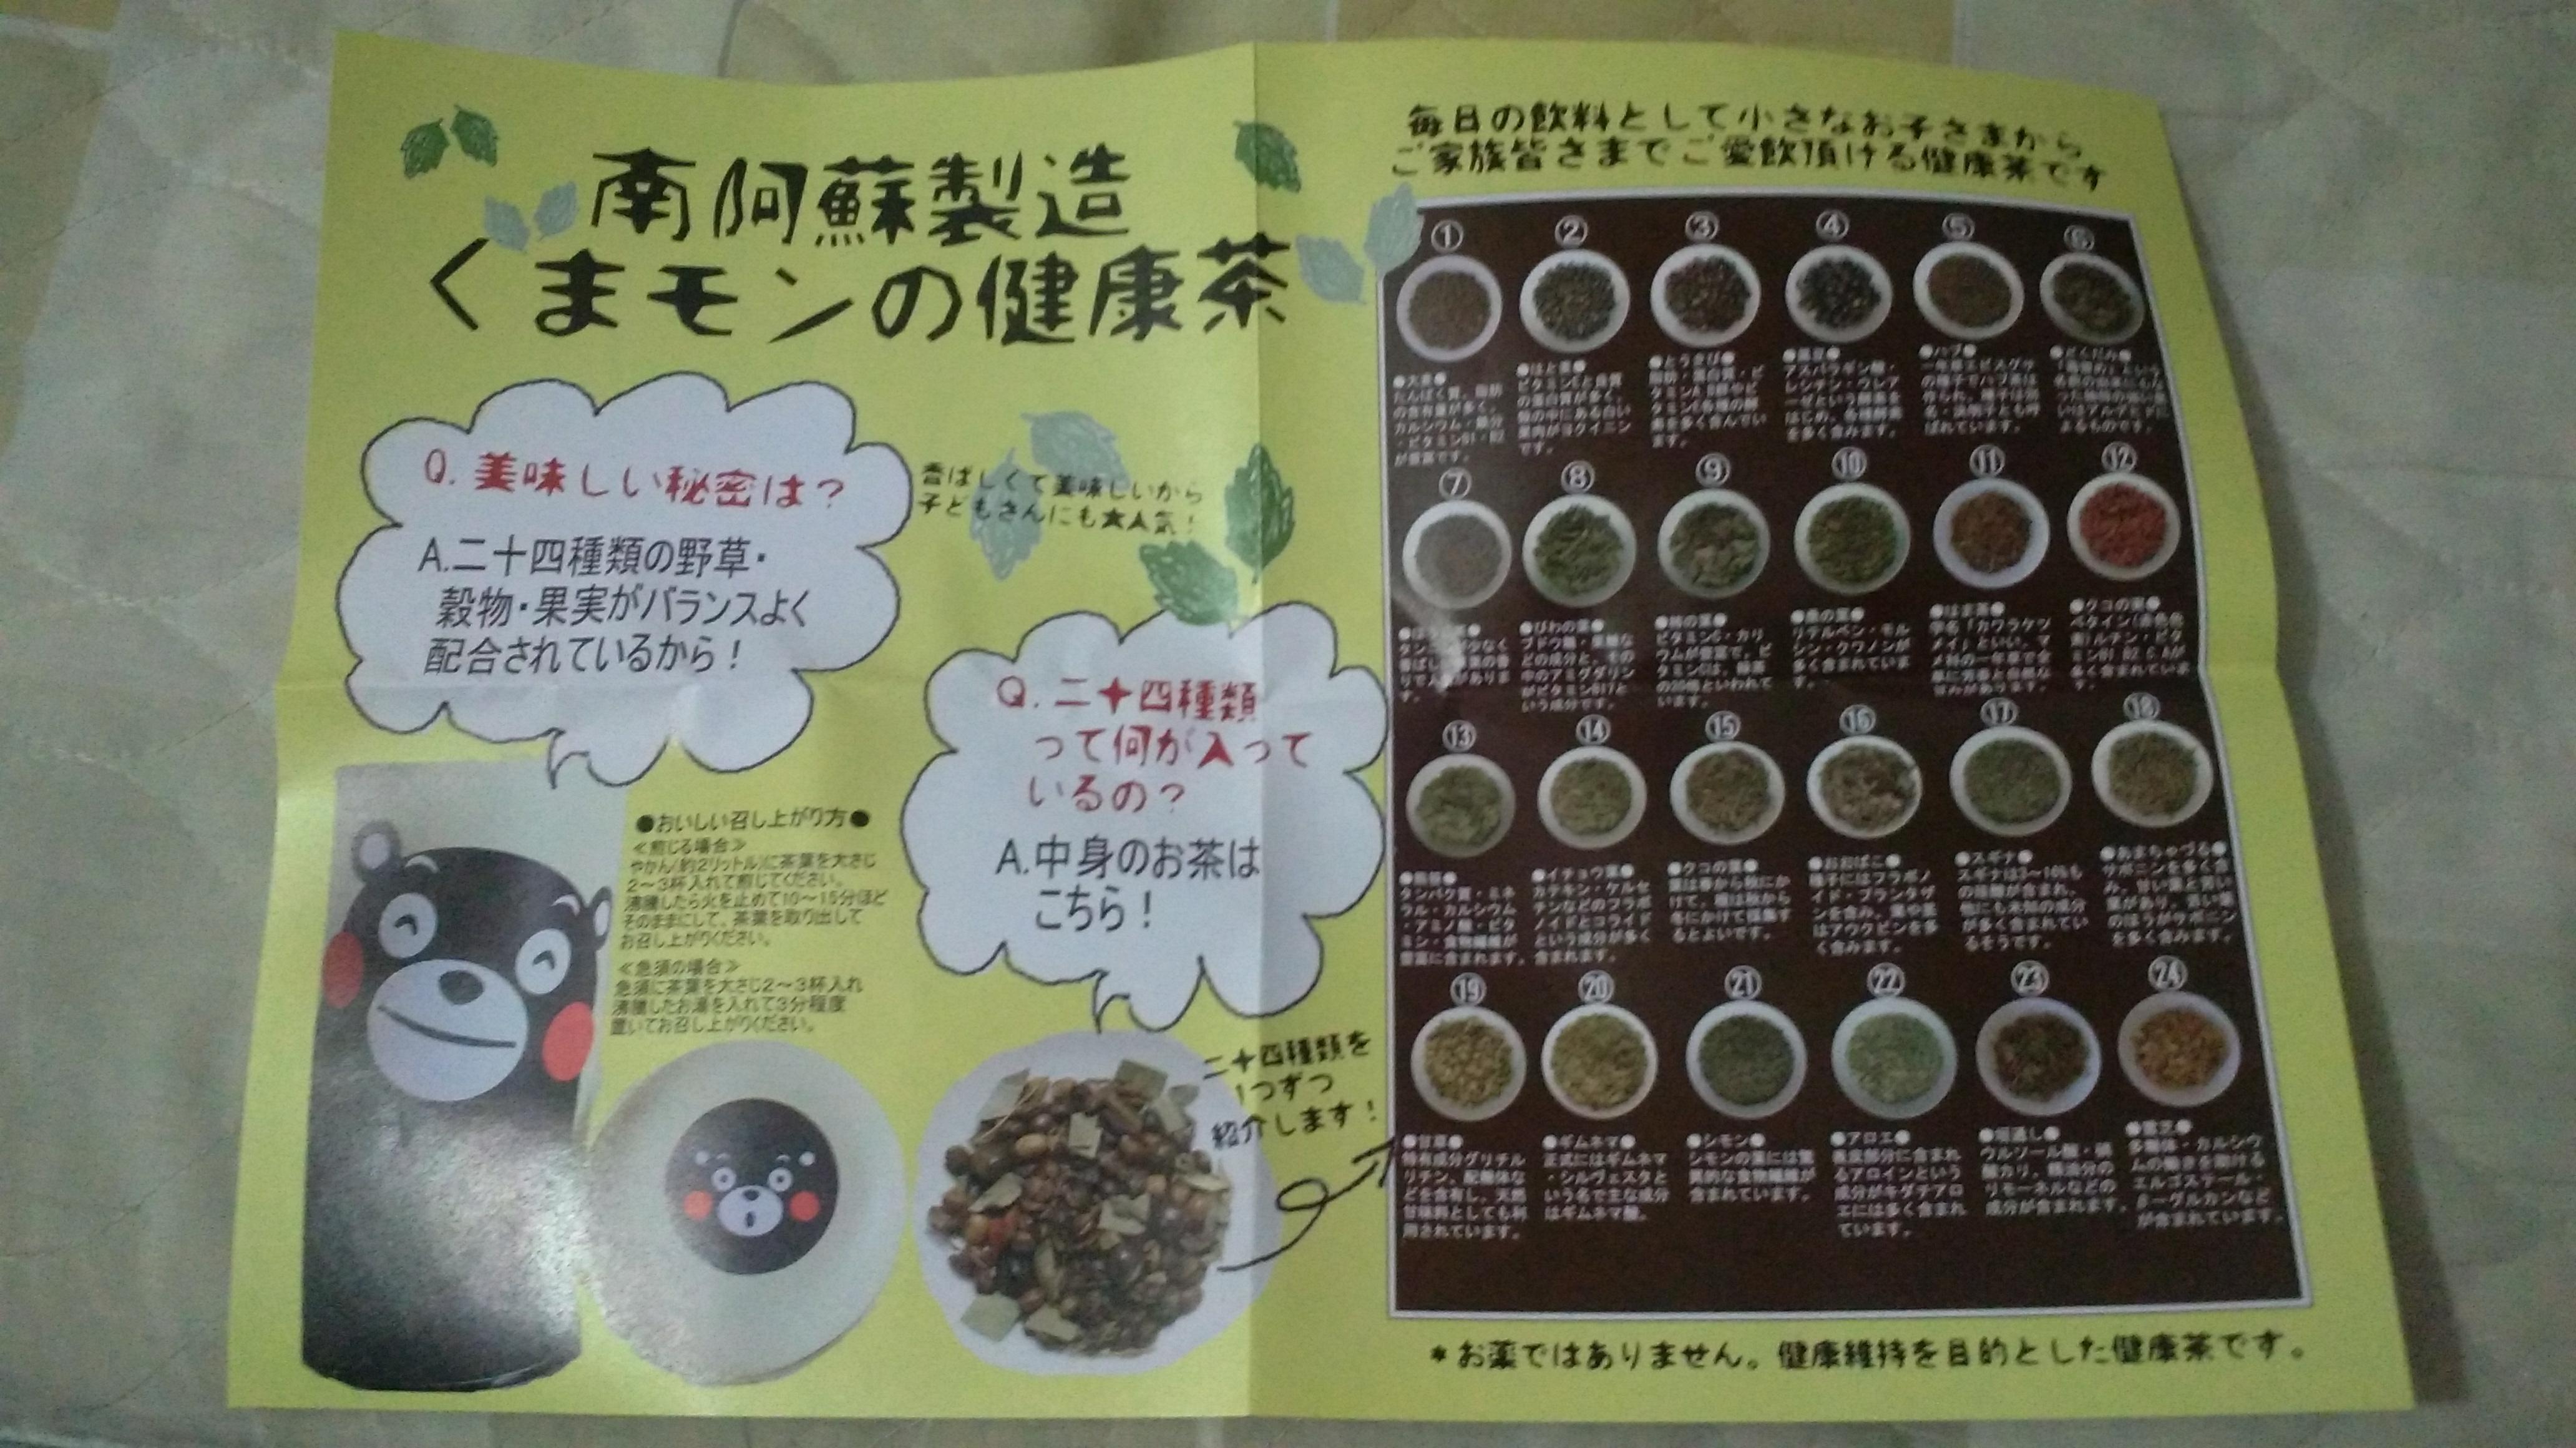 南阿蘇製造
くまモンの健康茶
Q.美味しい秘密は?
A.二十四種類の野草・
穀物・果実がバランスよく
配合されているから!
香ばしくて美味しいから
子どもさんにも大人気!
Q.二十四種類
って何が入って
いるの?
A.中身のお茶は
こちら!
●おいしい召し上がり方●
≪煎じる場合≫
やかん(約2リットル)に茶葉を大さじ
2～3杯入れて煎じてください。
沸騰したら火を止めて10～15分ほど
そのままにして、茶葉を取り出して
お召し上がりください。
≪急須の場合≫
急須に茶葉を大さじ2～3杯入れ
沸騰したお湯を入れて3分程度
置いてお召し上がりください。
二十四種類を
1つずつ
紹介します!
毎日の飲料として小さなお子さまから
ご家族皆さまでご愛飲頂ける健康茶です
① ② ③ ④ ⑤ ⑥
●大麦●
たんぱく質、脂肪
の含有量が多く、
カルシウム・鉄分
・ビタミンB1・B2
が豊富です。
●はと麦●
ビタミンEと良質
の蛋白質が多く、
殻の中にある白い
果肉がヨクイニン
です。
●とうきび●
脂肪・蛋白質・ビ
を多く含んでい
ます。
●黒豆●
アスパラギン酸・
レシチン・ウレア
ーゼという酵素を
はじめ、各種酵素
を多く含みます。
●ハブ●
一年草エビスグサ
の種子でハブ茶は
作られ、種子は別
名・決明子とも呼
ばれています。
●どくだみ●
よるものです。
⑦ ⑧ ⑨ ⑩ ⑪ ⑫
●びわの葉●
ブドウ糖・果糖な
どの成分と、その
中のアミグダリン
がビタミンB17と
いう成分です。
●柿の葉●
ビタミンC・カリ
ウムが豊富で、ビ
タミンCは、緑茶
の20倍といわれて
います。
●桑の葉●
リテルペン・モル
シン・クワノンが
多く含まれていま
す。
●はま茶●
学名「カワラケツ
メイ」といい、マ
メ科の一年草で全
●クコの実●
ベタイン(赤色色
素)ルチン・ビタ
ミンB1、B2、C、Aが
多く含まれていま
す。
⑬ ⑭ ⑮ ⑯ ⑰ ⑱
●熊笹●
タンパク質・ミネ
ラル・カルシウム
・アミノ酸・ビタ
ミン・食物繊維が
豊富に含まれます。
●イチョウ葉●
カテキン・ケルセ
チンなどのフラボ
ノイドとコライド
という成分が多く
含まれます。
●クコの葉●
葉は春から秋にか
けて、根は秋から
冬にかけて採集す
るとよいです。
●おおばこ●
種子にはフラボノ
イド・プランタザ
ンを含み、葉や茎
はアウクビンを多
く含みます。
●スギナ●
スギナは3～16%も
の珪酸が含まれ、
他にも未知の成分
が多く含まれてい
るそうです。
●あまちゃづる●
サポニンを多く含
み、甘い葉と苦い
葉があり、苦い葉
のほうがサポニン
を多く含みます。
⑲ ⑳ ㉑ ㉒ ㉓ ㉔
●甘草●
特有成分グリチル
リチン、配糖体な
どを含有し、天然
甘味料としても利
用されています。
●ギムネマ●
正式にはギムネマ
・シルヴェスタと
いう名で主な成分
はギムネマ酸。
●シモン●
シモンの葉には驚
異的な食物繊維が
含まれています。
●アロエ●
表皮部分に含まれ
るアロインという
成分がキダチアロ
エには多く含まれ
ています。
●垣通し●
ウルソール酸・硝
酸カリ、精油分の
リモーネルなどの
成分が含まれます。
●霊芝●
多糖体・カルシウ
ムの働きを助ける
エルゴステール・
β－グルカンなど
が含まれています。
*お薬ではありません。健康維持を目的とした健康茶です。